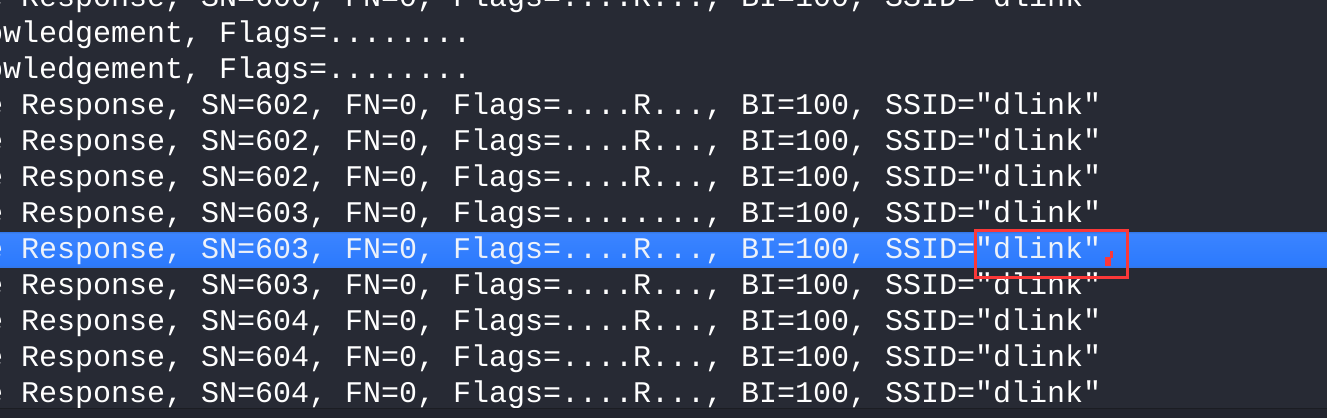 Response, SN=600, FN=0, Flags=....R..., BI=100, SSID="dlink"
owledgement, Flags=........
owledgement, Flags=........
e Response, SN=602, FN=0, Flags=....R..., BI=100, SSID="dlink"
e Response, SN=602, FN=0, Flags=....R..., BI=100, SSID="dlink"
e Response, SN=602, FN=0, Flags=....R..., BI=100, SSID="dlink"
e Response, SN=603, FN=0, Flags=........, BI=100, SSID="dlink"
e Response, SN=603, FN=0, Flags=....R..., BI=100, SSID="dlink"
e Response, SN=603, FN=0, Flags=....R..., BI=100, SSID="dlink"
e Response, SN=604, FN=0, Flags=....R..., BI=100, SSID="dlink"
e Response, SN=604, FN=0, Flags=....R..., BI=100, SSID="dlink"
e Response, SN=604, FN=0, Flags=....R..., BI=100, SSID="dlink"